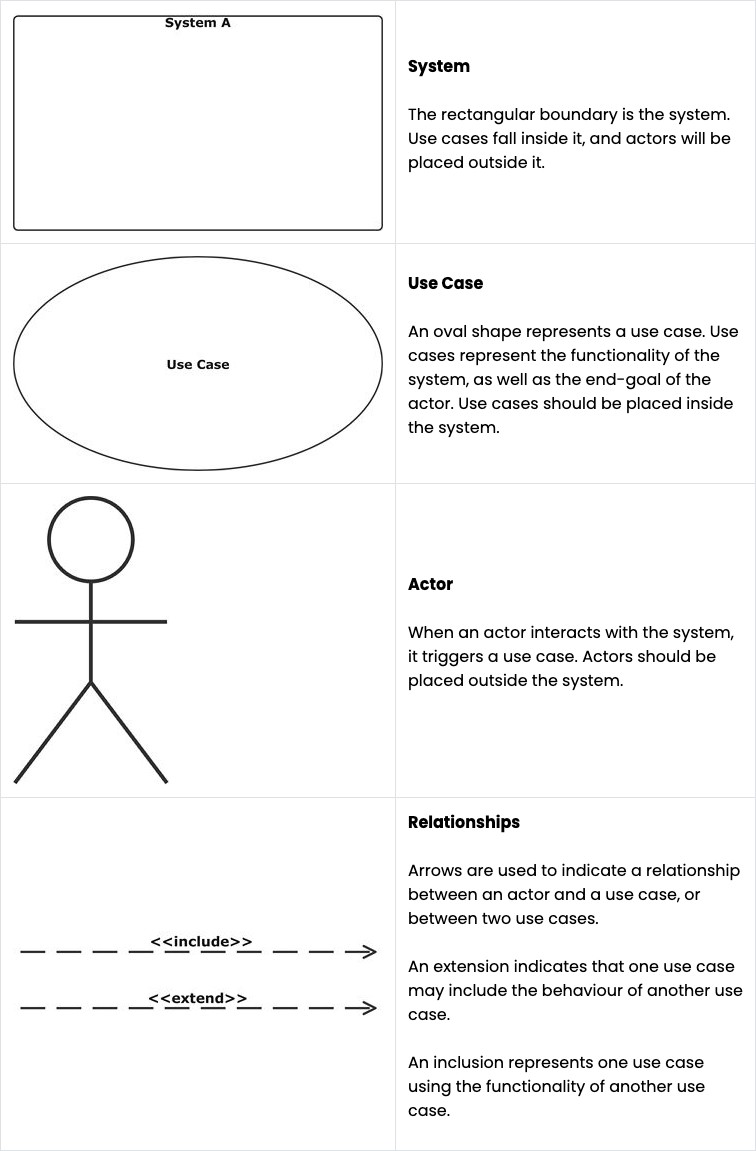 System A
System
The rectangular boundary is the system.
Use cases fall inside it, and actors will be
placed outside it.
Use Case
Use Case
An oval shape represents a use case. Use
cases represent the functionality of the
system, as well as the end-goal of the
actor. Use cases should be placed inside
the system.
Actor
When an actor interacts with the system,
it triggers a use case. Actors should be
placed outside the system.
<<include>>
<<extend>>
Relationships
Arrows are used to indicate a relationship
between an actor and a use case, or
between two use cases.
An extension indicates that one use case
may include the behaviour of another use
case.
An inclusion represents one use case
using the functionality of another use
case.